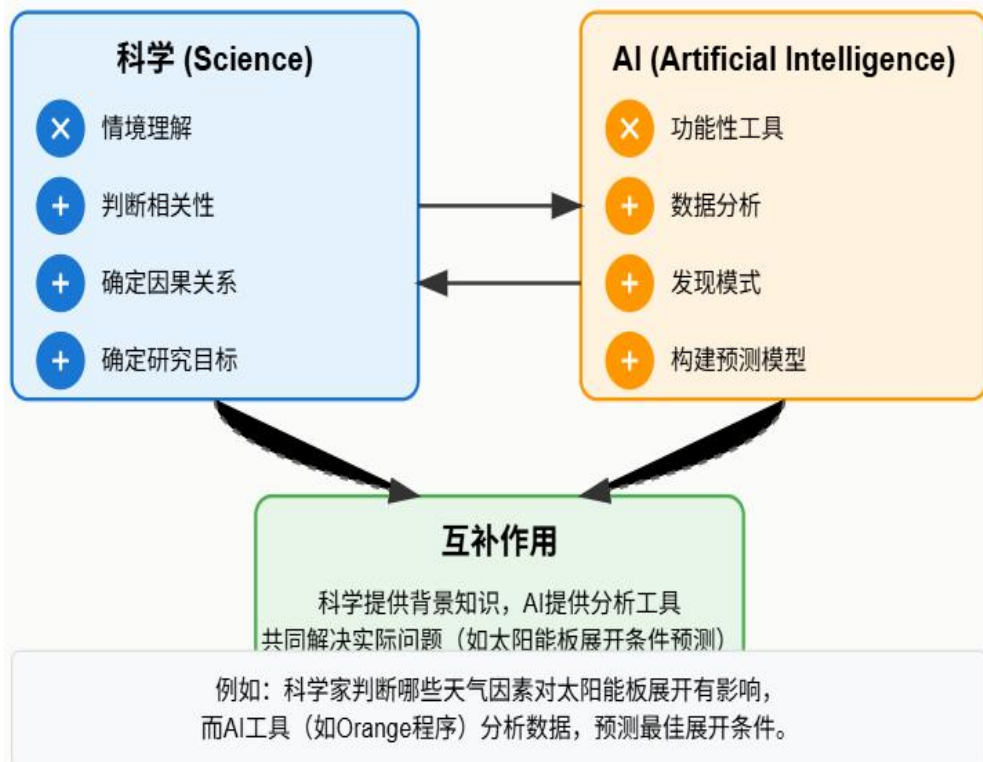 科学 (Science)
× 情境理解
+ 判断相关性
+ 确定因果关系
+ 确定研究目标
AI (Artificial Intelligence)
× 功能性工具
+ 数据分析
+ 发现模式
+ 构建预测模型
互补作用
科学提供背景知识，AI提供分析工具
共同解决实际问题（如太阳能板展开条件预测）
例如：科学家判断哪些天气因素对太阳能板展开有影响，
而AI工具（如Orange程序）分析数据，预测最佳展开条件。